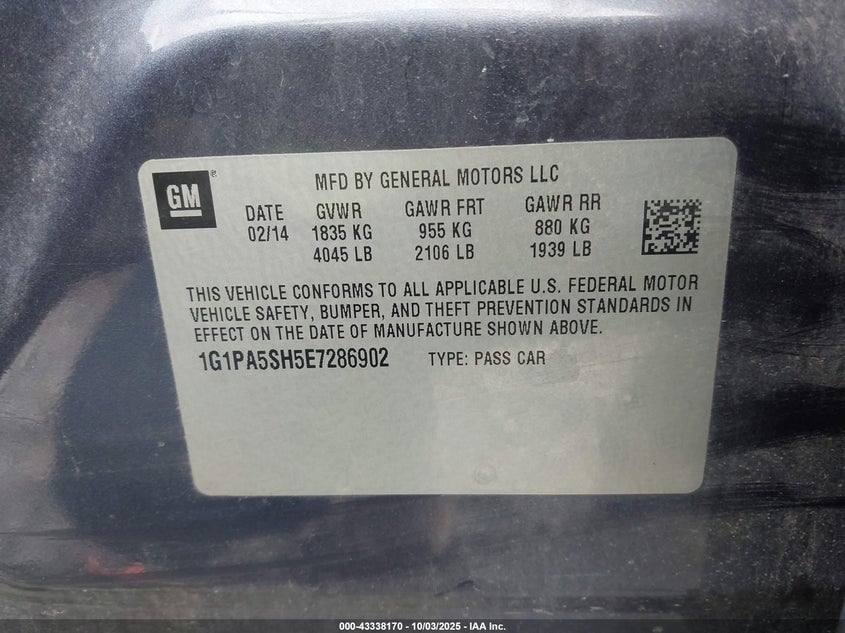 GM ®
MFD BY GENERAL MOTORS LLC
DATE GVWR GAWR FRT GAWR RR
02/14 1835 KG 955 KG 880 KG
4045 LB 2106 LB 1939 LB
THIS VEHICLE CONFORMS TO ALL APPLICABLE U.S. FEDERAL MOTOR
VEHICLE SAFETY, BUMPER, AND THEFT PREVENTION STANDARDS IN
EFFECT ON THE DATE OF MANUFACTURE SHOWN ABOVE.
1G1PA5SH5E7286902 TYPE: PASS CAR
000-43338170 - 10/03/2025 - IAA Inc.